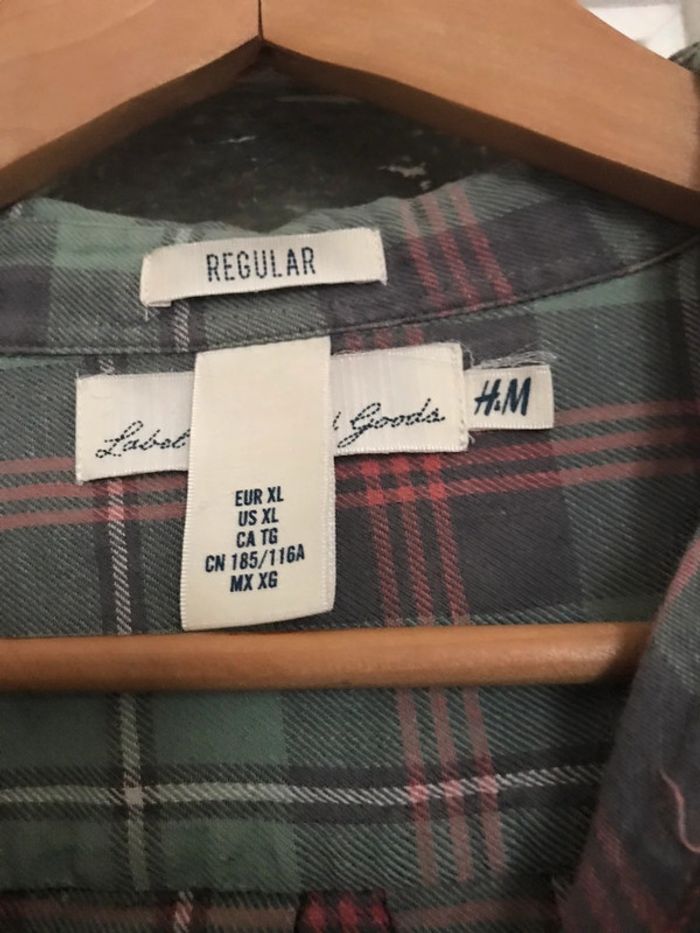 REGULAR
Goods
H&M
EUR XL
US XL
CA TG
CN 185/116A
MX XG